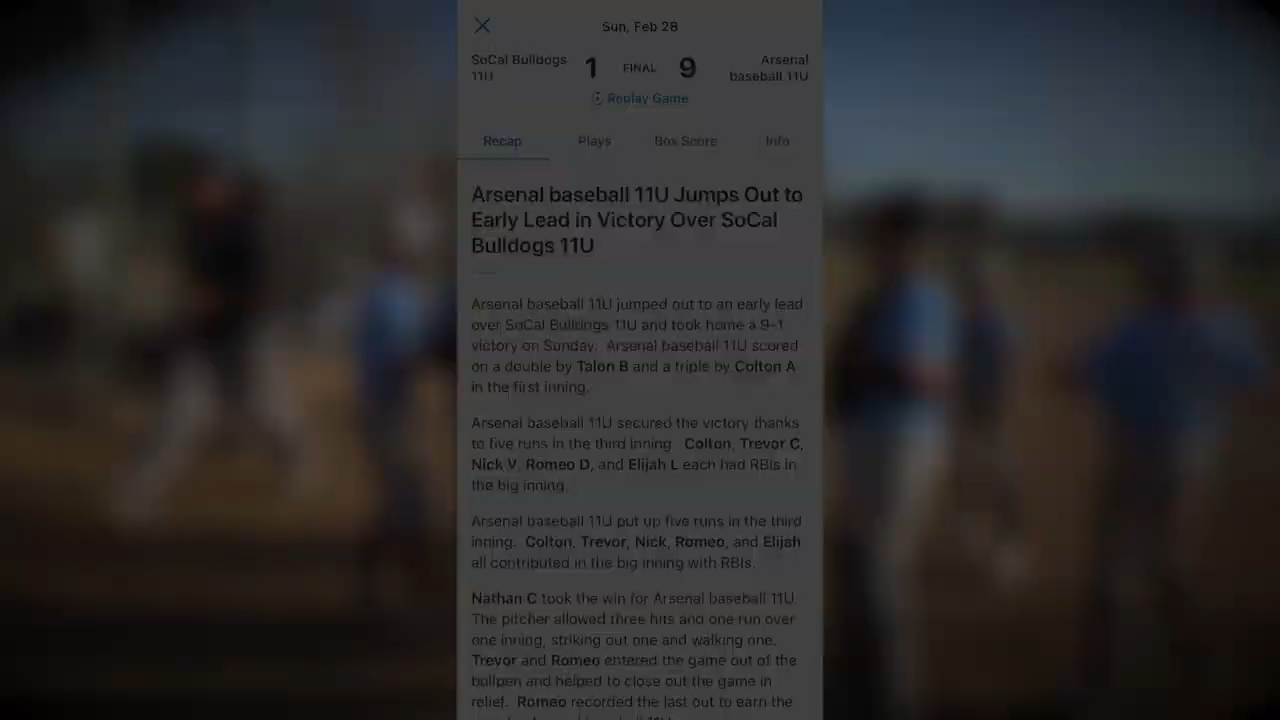 Sun, Feb 28
SoCal Bulldogs 11U 1 FINAL 9 Arsenal baseball 11U
Replay Game
Recap Plays Box Score Info
Arsenal baseball 11U Jumps Out to
Early Lead in Victory Over SoCal
Bulldogs 11U
Arsenal baseball 11U jumped out to an early lead
over SoCal Bulldogs 11U and took home a 9-1
victory on Sunday. Arsenal baseball 11U scored
on a double by Talon B and a triple by Colton A
in the first inning.
Arsenal baseball 11U secured the victory thanks
to five runs in the third inning. Colton, Trevor C,
Nick V, Romeo D, and Elijah L each had RBIs in
the big inning.
Arsenal baseball 11U put up five runs in the third
inning. Colton, Trevor, Nick, Romeo, and Elijah
all contributed in the big inning with RBIs.
Nathan C took the win for Arsenal baseball 11U.
The pitcher allowed three hits and one run over
one inning, striking out one and walking one.
Trevor and Romeo entered the game out of the
bullpen and helped to close out the game in
relief. Romeo recorded the last out to earn the